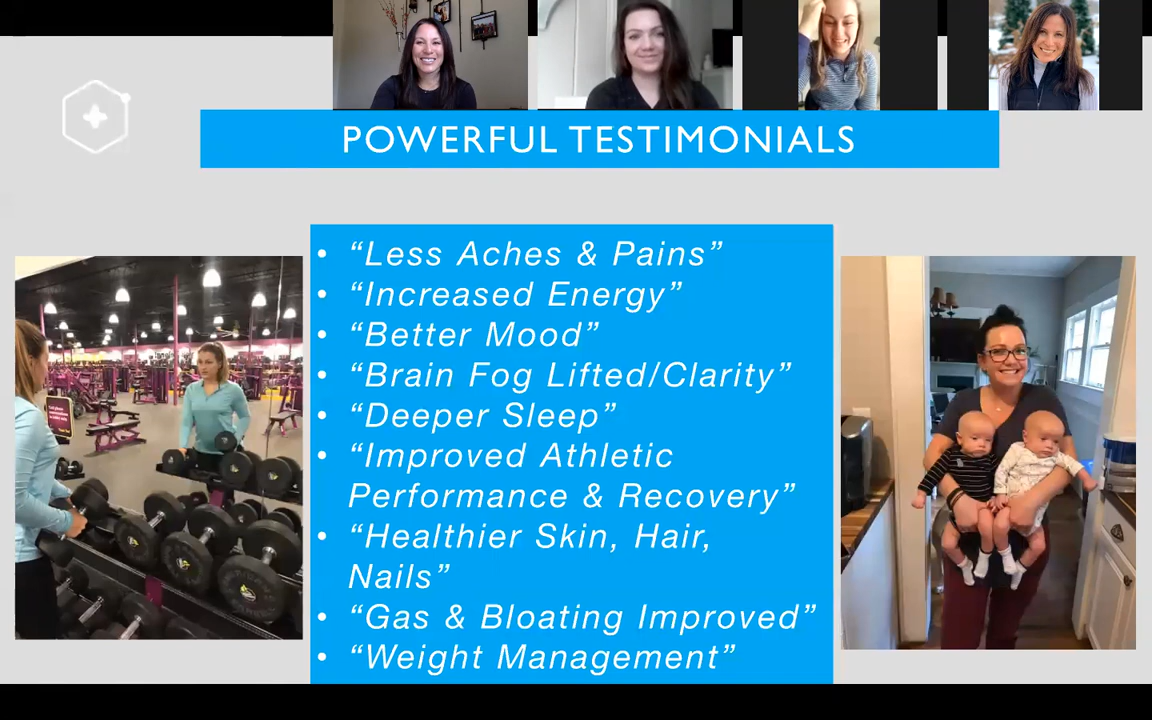 POWERFUL TESTIMONIALS
• “Less Aches & Pains”
• “Increased Energy”
• “Better Mood”
• “Brain Fog Lifted/Clarity”
• “Deeper Sleep”
• “Improved Athletic
Performance & Recovery”
• “Healthier Skin, Hair,
Nails”
• “Gas & Bloating Improved”
• “Weight Management”